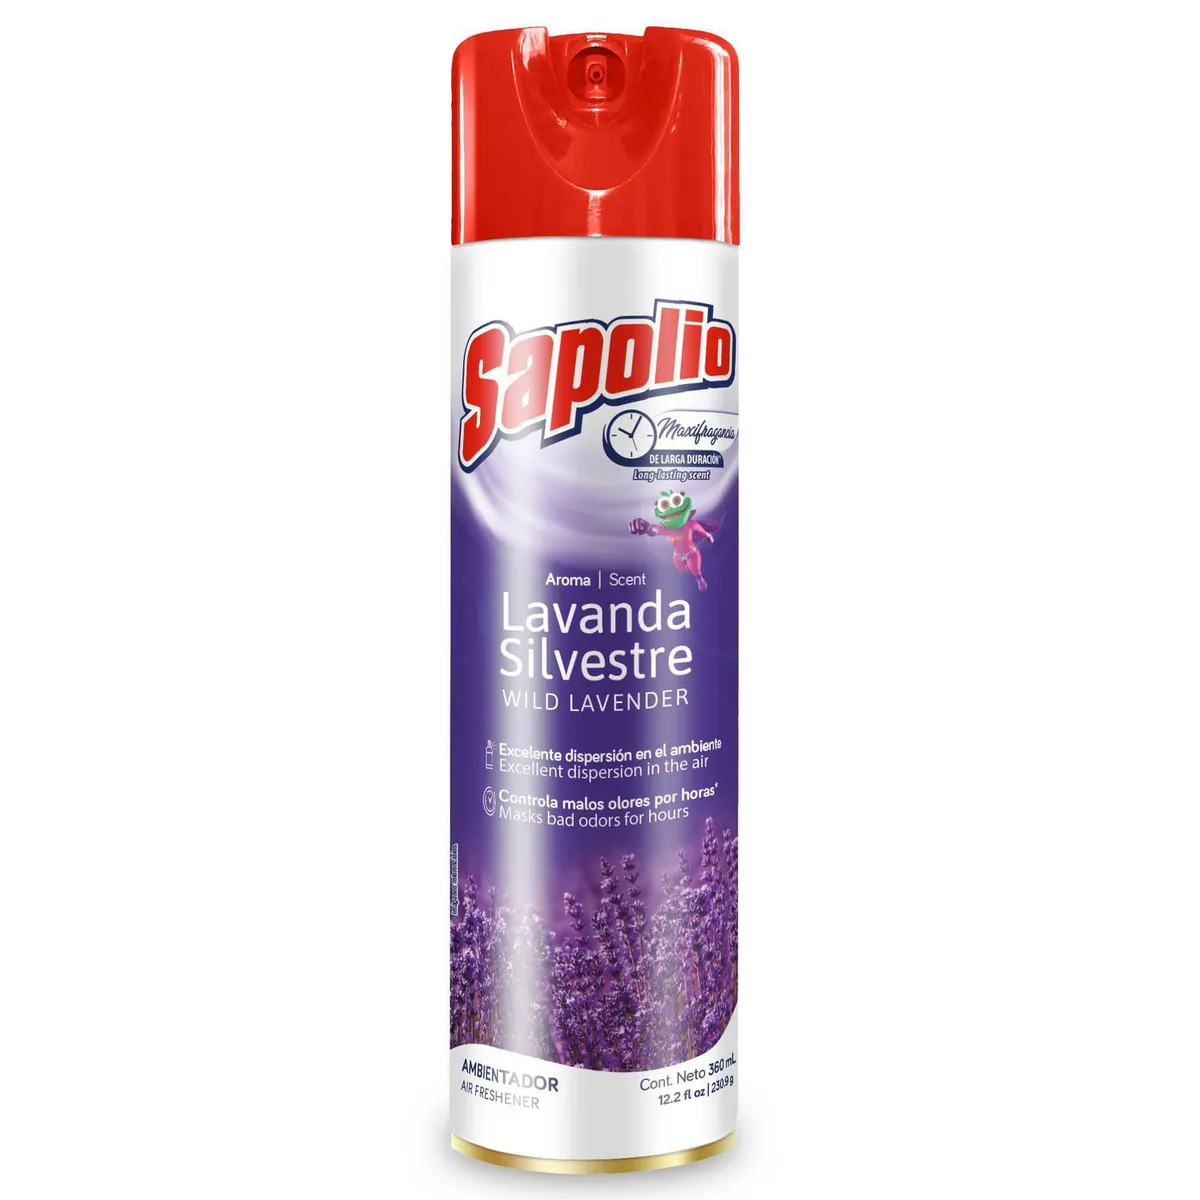 Sapolio
Maxifragancia
DE LARGA DURACIÓN*
Long-lasting scent
Aroma | Scent
Lavanda
Silvestre
WILD LAVENDER
Excelente dispersión en el ambiente
Excellent dispersion in the air
Controla malos olores por horas*
Masks bad odors for hours
AMBIENTADOR
AIR FRESHENER
Cont. Neto 360 mL
12.2 fl oz | 230.9 g